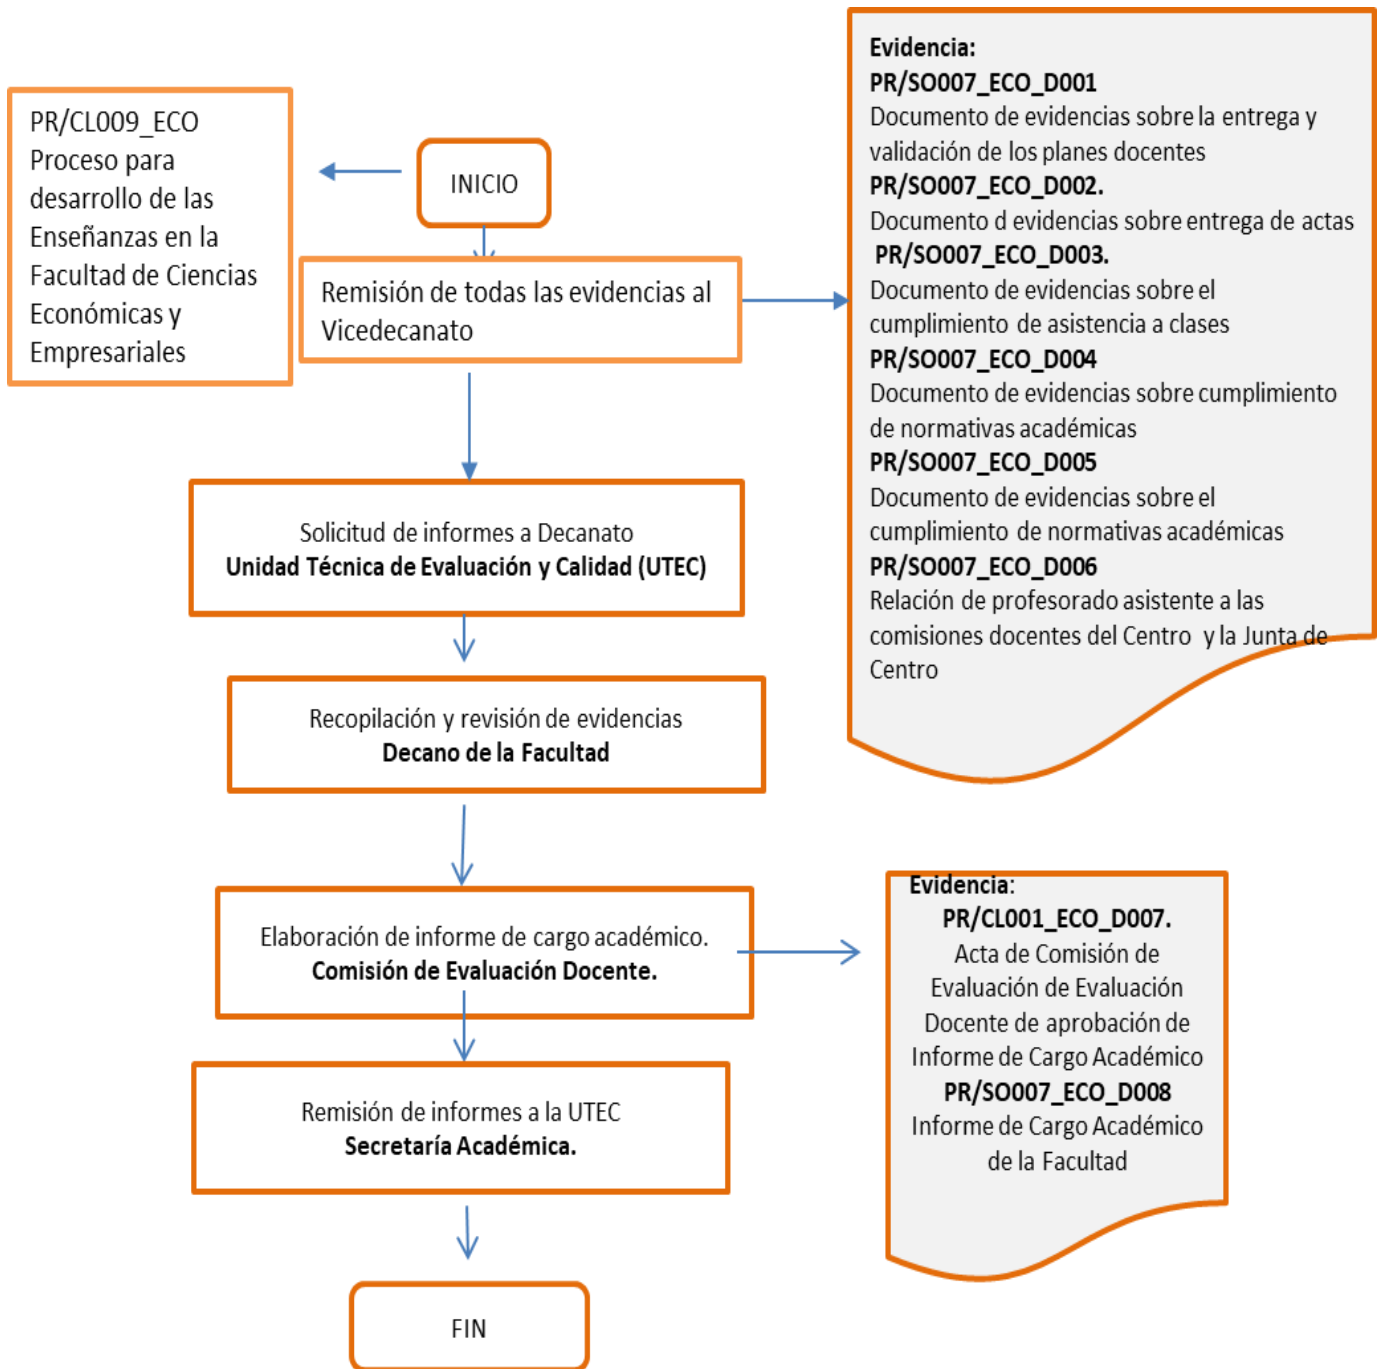 PR/CL009_ECO
Proceso para
desarrollo de las
Enseñanzas en la
Facultad de Ciencias
Económicas y
Empresariales
INICIO
Remisión de todas las evidencias al
Vicedecanato
Evidencia:
PR/SO007_ECO_D001
Documento de evidencias sobre la entrega y
validación de los planes docentes
PR/SO007_ECO_D002.
Documento d evidencias sobre entrega de actas
PR/SO007_ECO_D003.
Documento de evidencias sobre el
cumplimiento de asistencia a clases
PR/SO007_ECO_D004
Documento de evidencias sobre cumplimiento
de normativas académicas
PR/SO007_ECO_D005
Documento de evidencias sobre el
cumplimiento de normativas académicas
PR/SO007_ECO_D006
Relación de profesorado asistente a las
comisiones docentes del Centro y la Junta de
Centro
Solicitud de informes a Decanato
Unidad Técnica de Evaluación y Calidad (UTEC)
Recopilación y revisión de evidencias
Decano de la Facultad
Elaboración de informe de cargo académico.
Comisión de Evaluación Docente.
Evidencia:
PR/CL001_ECO_D007.
Acta de Comisión de
Evaluación de Evaluación
Docente de aprobación de
Informe de Cargo Académico
PR/SO007_ECO_D008
Informe de Cargo Académico
de la Facultad
Remisión de informes a la UTEC
Secretaría Académica.
FIN